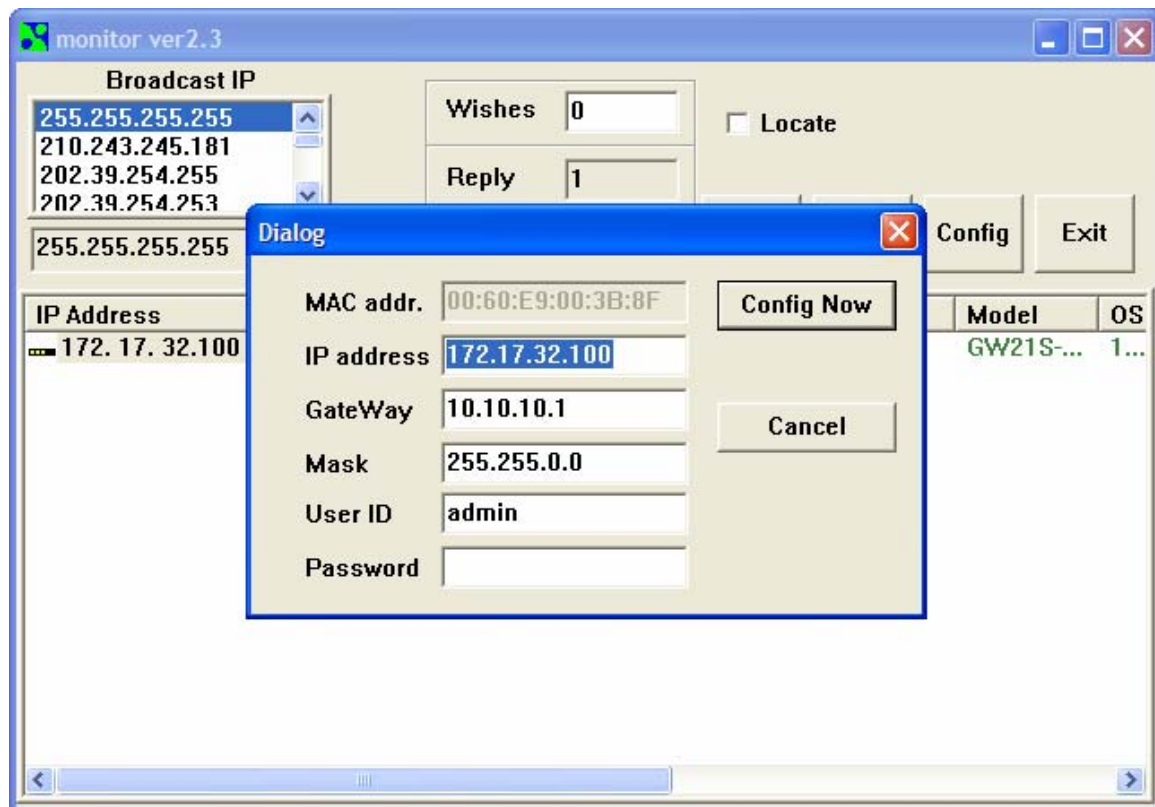 monitor ver2.3
Broadcast IP
255.255.255.255
210.243.245.181
202.39.254.255
202.39.254.253
255.255.255.255
Wishes 0
Reply 1
Locate
Config
Exit
IP Address
Model
OS
172. 17. 32.100
GW21S-...
1...
Dialog
MAC addr. 00:60:E9:00:3B:8F
IP address 172.17.32.100
GateWay 10.10.10.1
Mask 255.255.0.0
User ID admin
Password
Config Now
Cancel